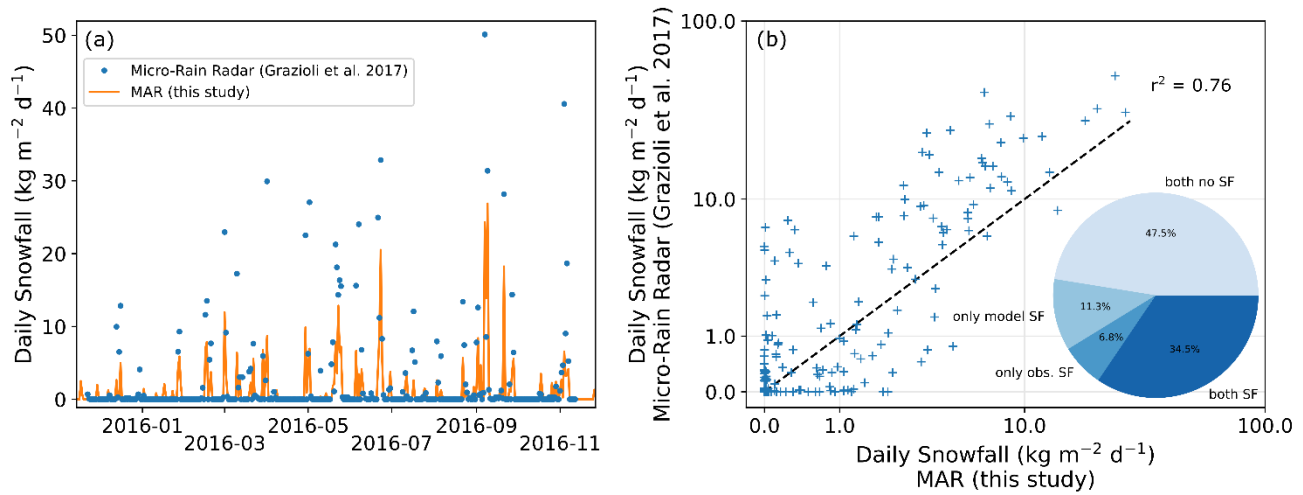 (a)
Micro-Rain Radar (Grazioli et al. 2017)
MAR (this study)
Daily Snowfall (kg m⁻² d⁻¹)
50
40
30
20
10
0
2016-01
2016-03
2016-05
2016-07
2016-09
2016-11
(b)
r² = 0.76
Daily Snowfall (kg m⁻² d⁻¹)
Micro-Rain Radar (Grazioli et al. 2017)
100.0
10.0
1.0
0.0
both no SF
47.5%
only model SF
11.3%
only obs. SF
6.8%
both SF
34.5%
0.0
1.0
10.0
100.0
Daily Snowfall (kg m⁻² d⁻¹)
MAR (this study)